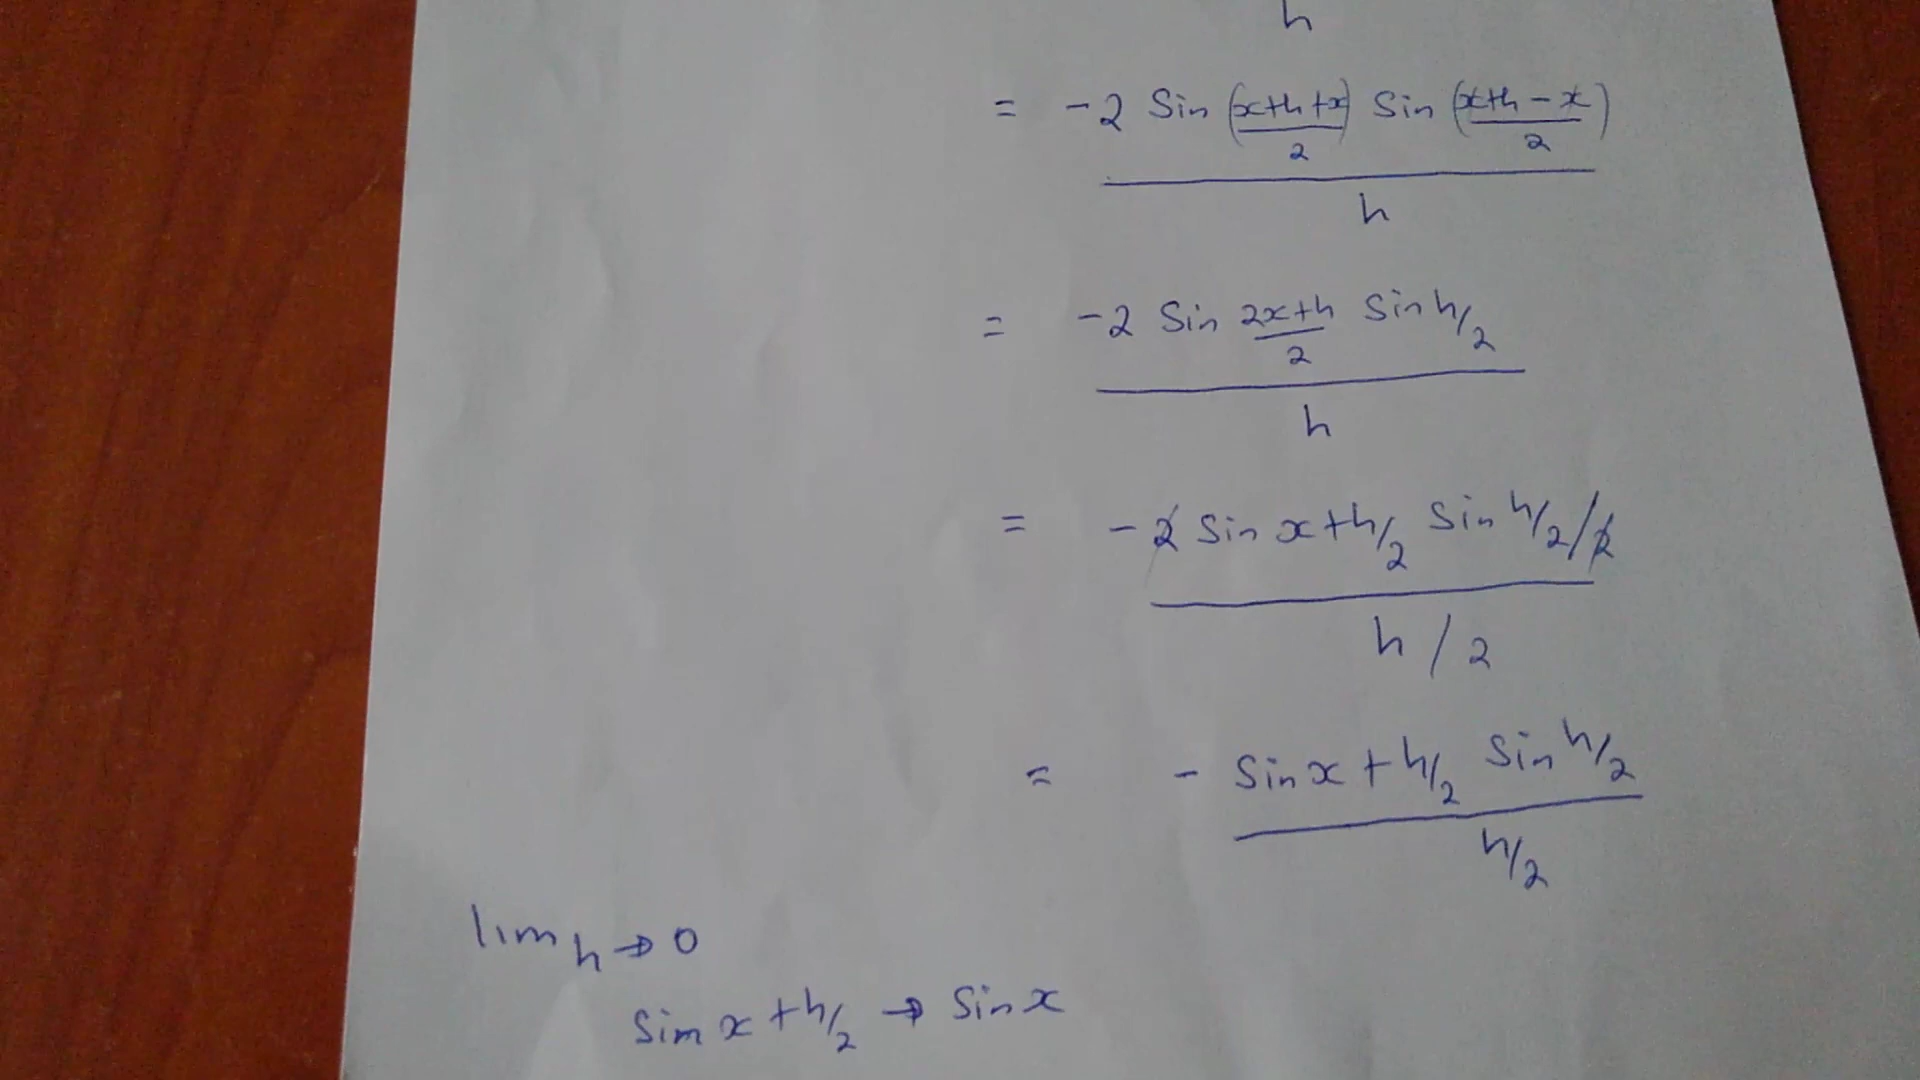 h
= -2 Sin (x+h+x/2) Sin (x+h-x/2)
h
= -2 Sin 2x+h/2 Sin h/2
h
= -2 Sin x+h/2 Sin h/2/2
h/2
= - Sin x + h/2 Sin h/2
h/2
lim h→0
Sin x + h/2 → Sin x